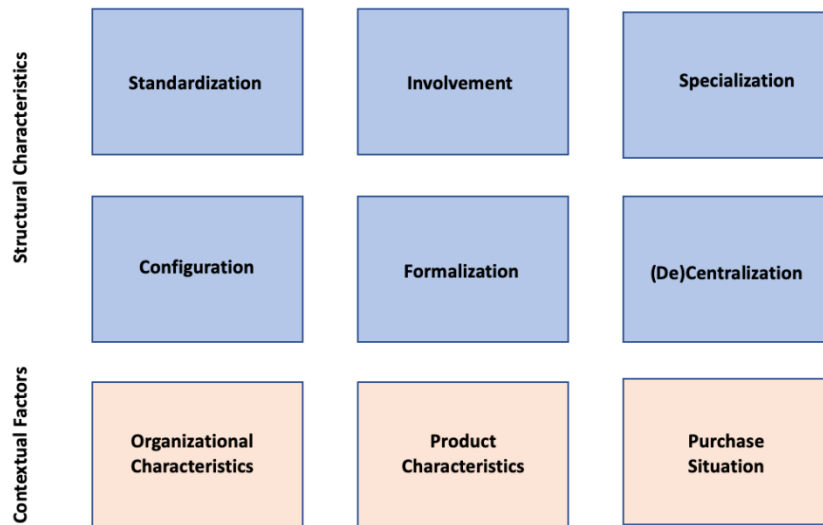 Structural Characteristics
Standardization
Involvement
Specialization
Configuration
Formalization
(De)Centralization
Contextual Factors
Organizational
Characteristics
Product
Characteristics
Purchase
Situation